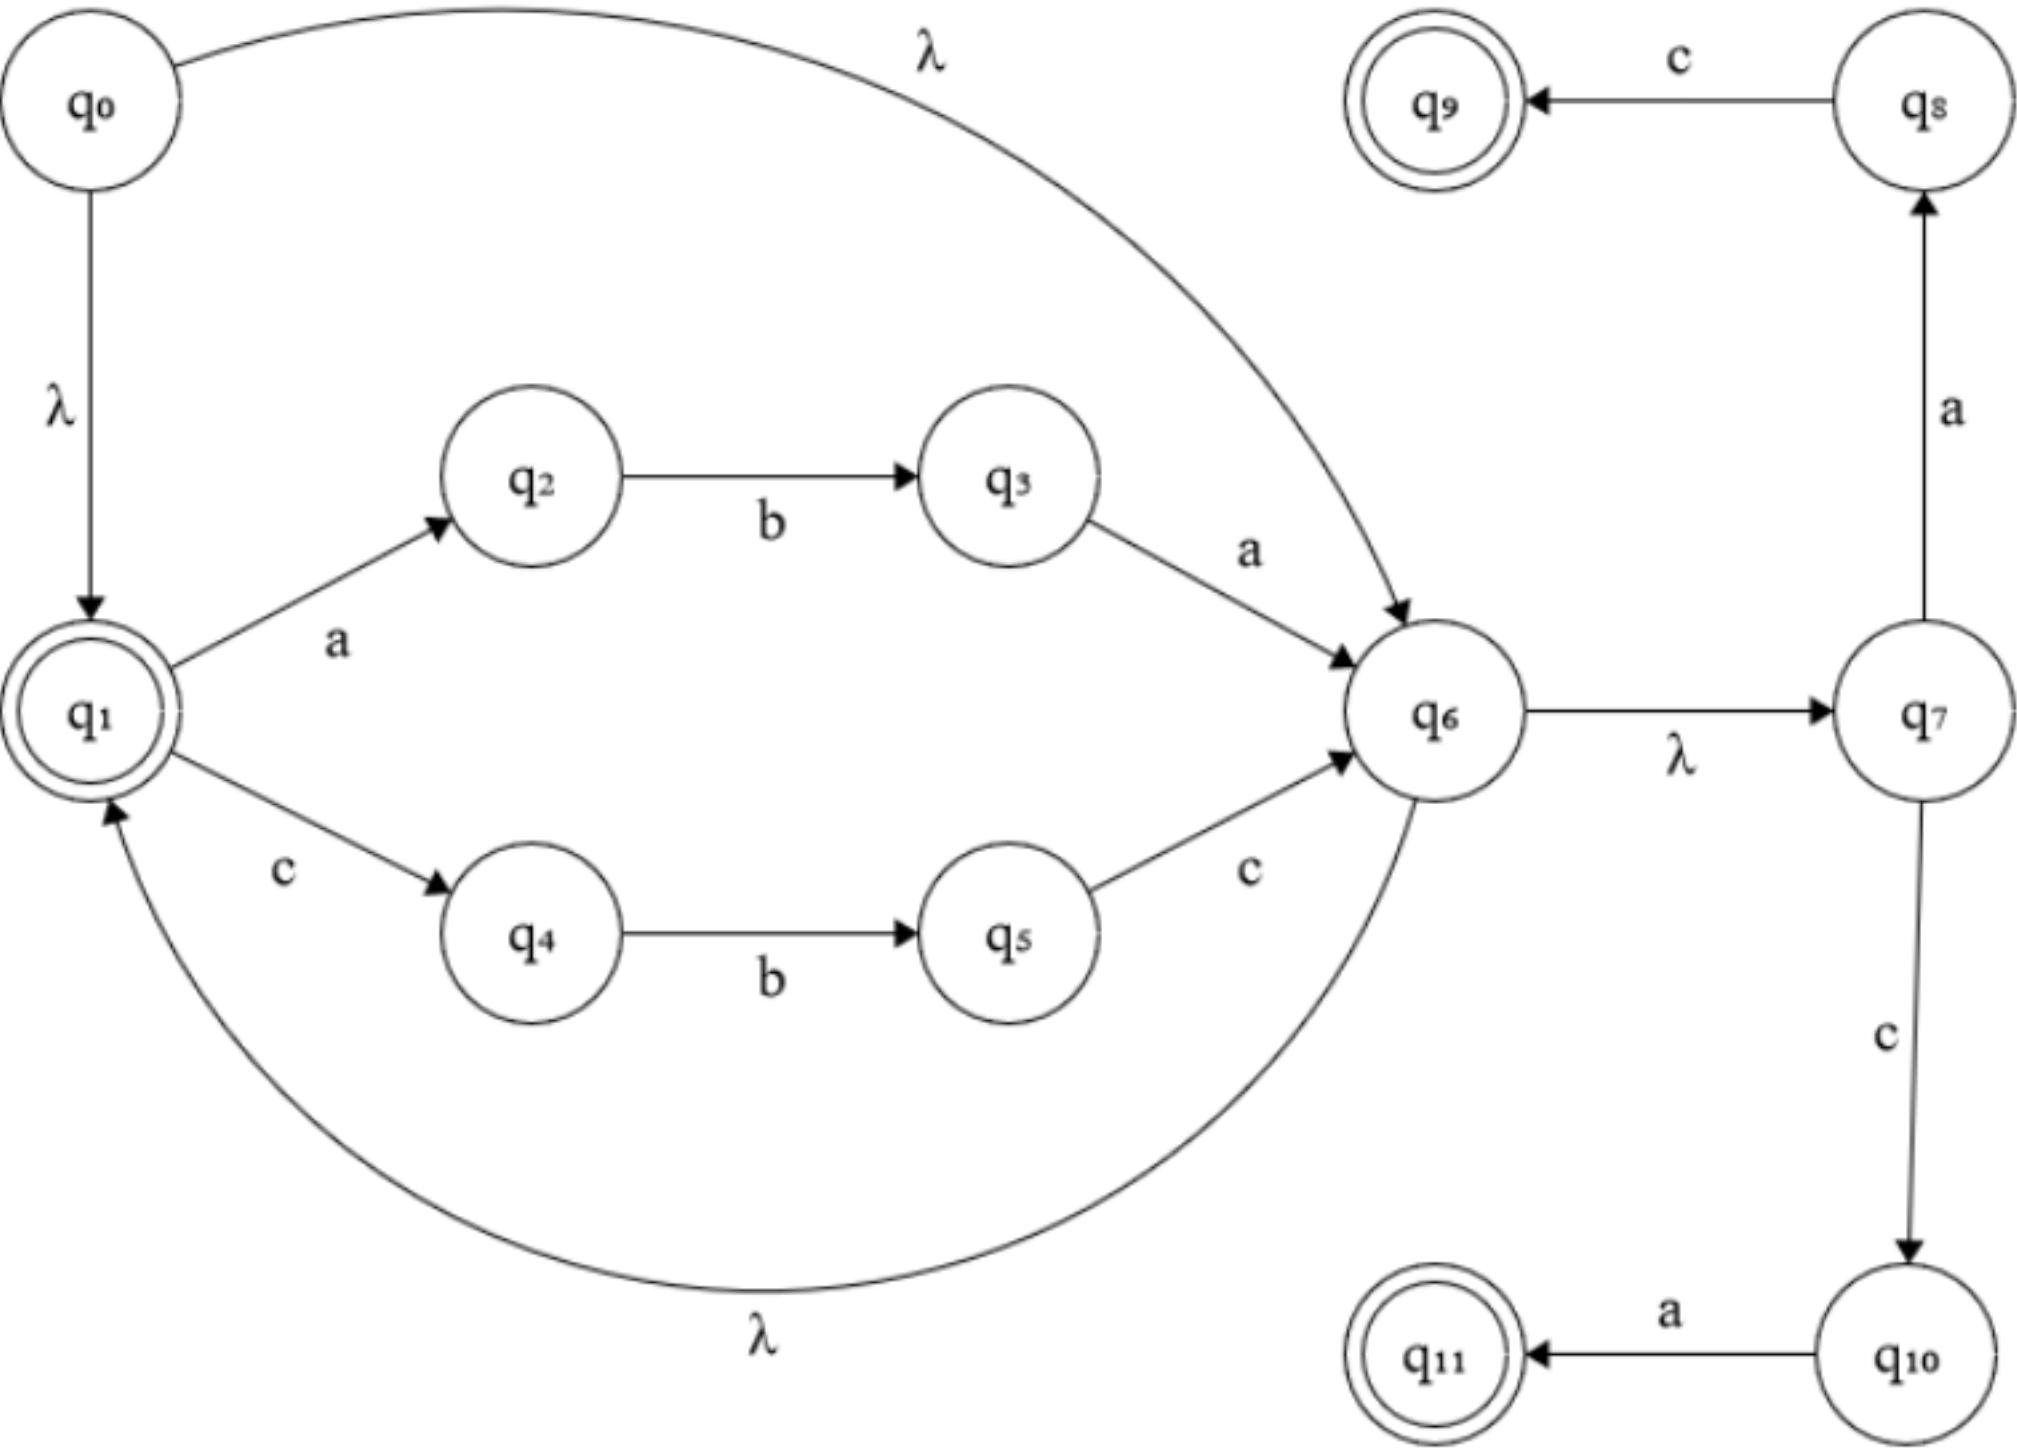 q₀
λ
q₉
c
q₈
λ
a
q₂
b
q₃
a
a
q₁
q₆
λ
q₇
c
c
q₄
b
q₅
c
λ
a
q₁₁
q₁₀